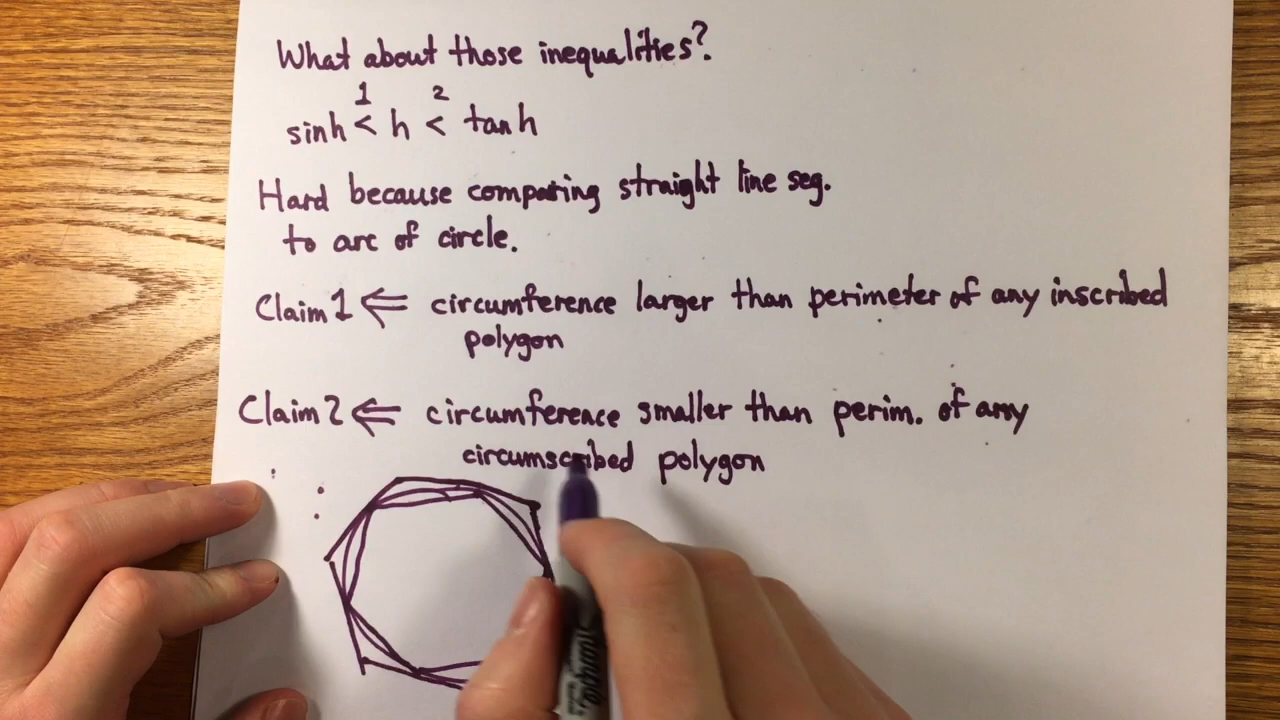 What about those inequalities?
1 2
sinh < h < tanh
Hard because comparing straight line seg.
to arc of circle.
Claim 1 ⇐ circumference larger than perimeter of any inscribed
polygon
Claim 2 ⇐ circumference smaller than perim. of any
circumscribed polygon